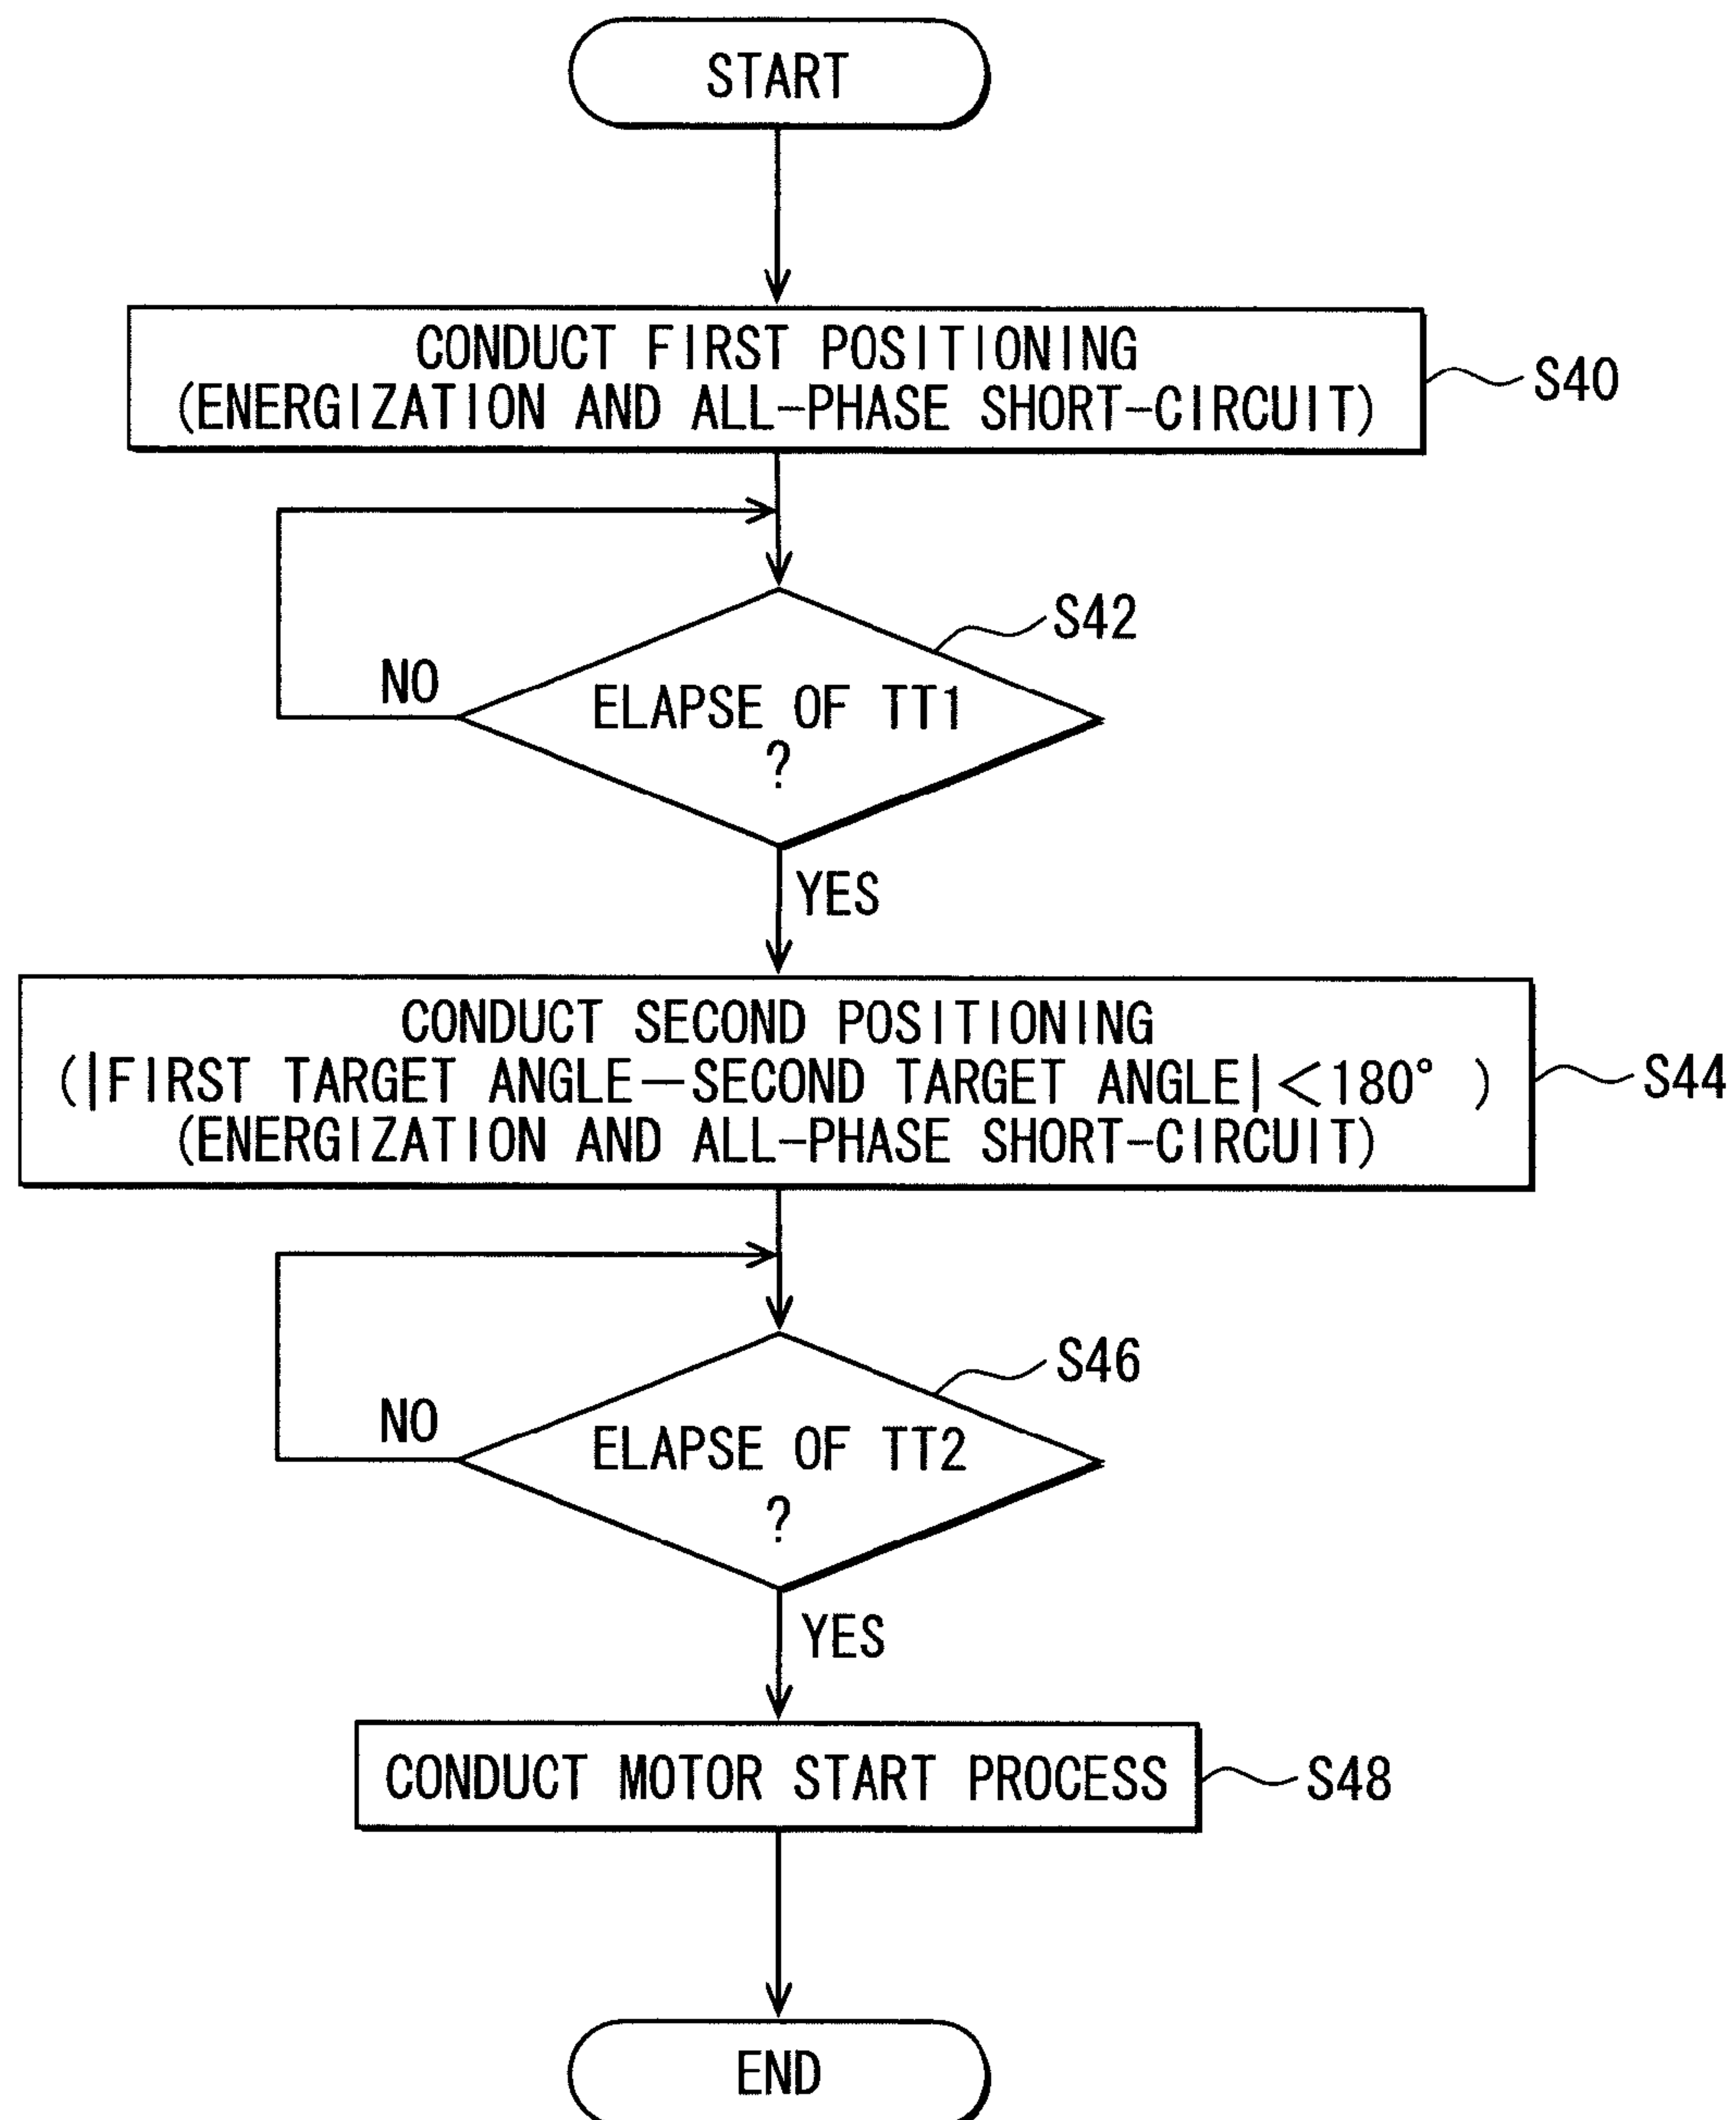 START
CONDUCT FIRST POSITIONING
(ENERGIZATION AND ALL-PHASE SHORT-CIRCUIT)
S40
S42
NO
ELAPSE OF TT1
?
YES
CONDUCT SECOND POSITIONING
(|FIRST TARGET ANGLE—SECOND TARGET ANGLE|<180° )
(ENERGIZATION AND ALL-PHASE SHORT-CIRCUIT)
S44
S46
NO
ELAPSE OF TT2
?
YES
CONDUCT MOTOR START PROCESS
S48
END